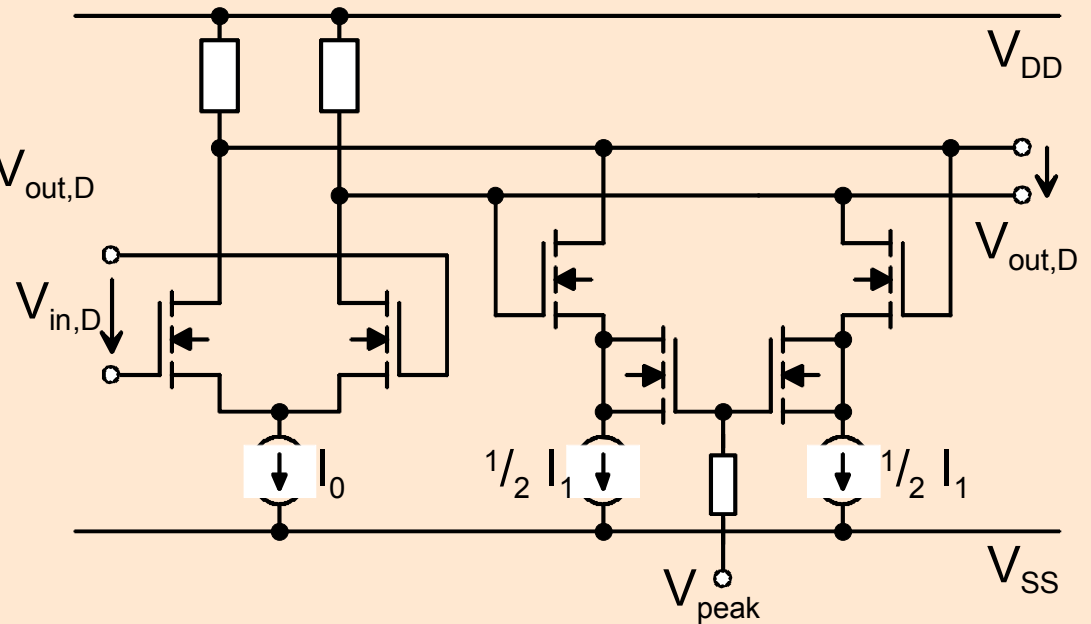 V_DD
V_out,D
V_out,D
V_in,D
I_0
1/2 I_1
1/2 I_1
V_SS
V_peak